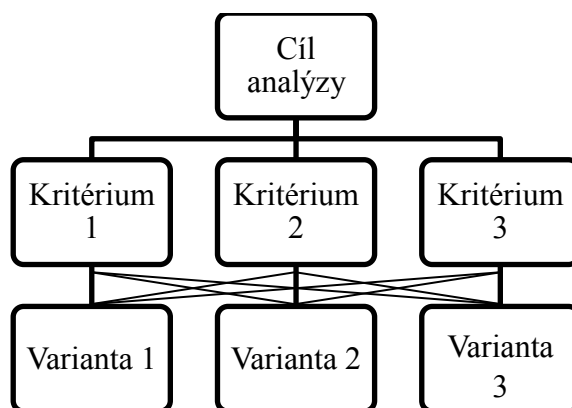 Cíl
analýzy
Kritérium
1
Kritérium
2
Kritérium
3
Varianta 1
Varianta 2
Varianta
3